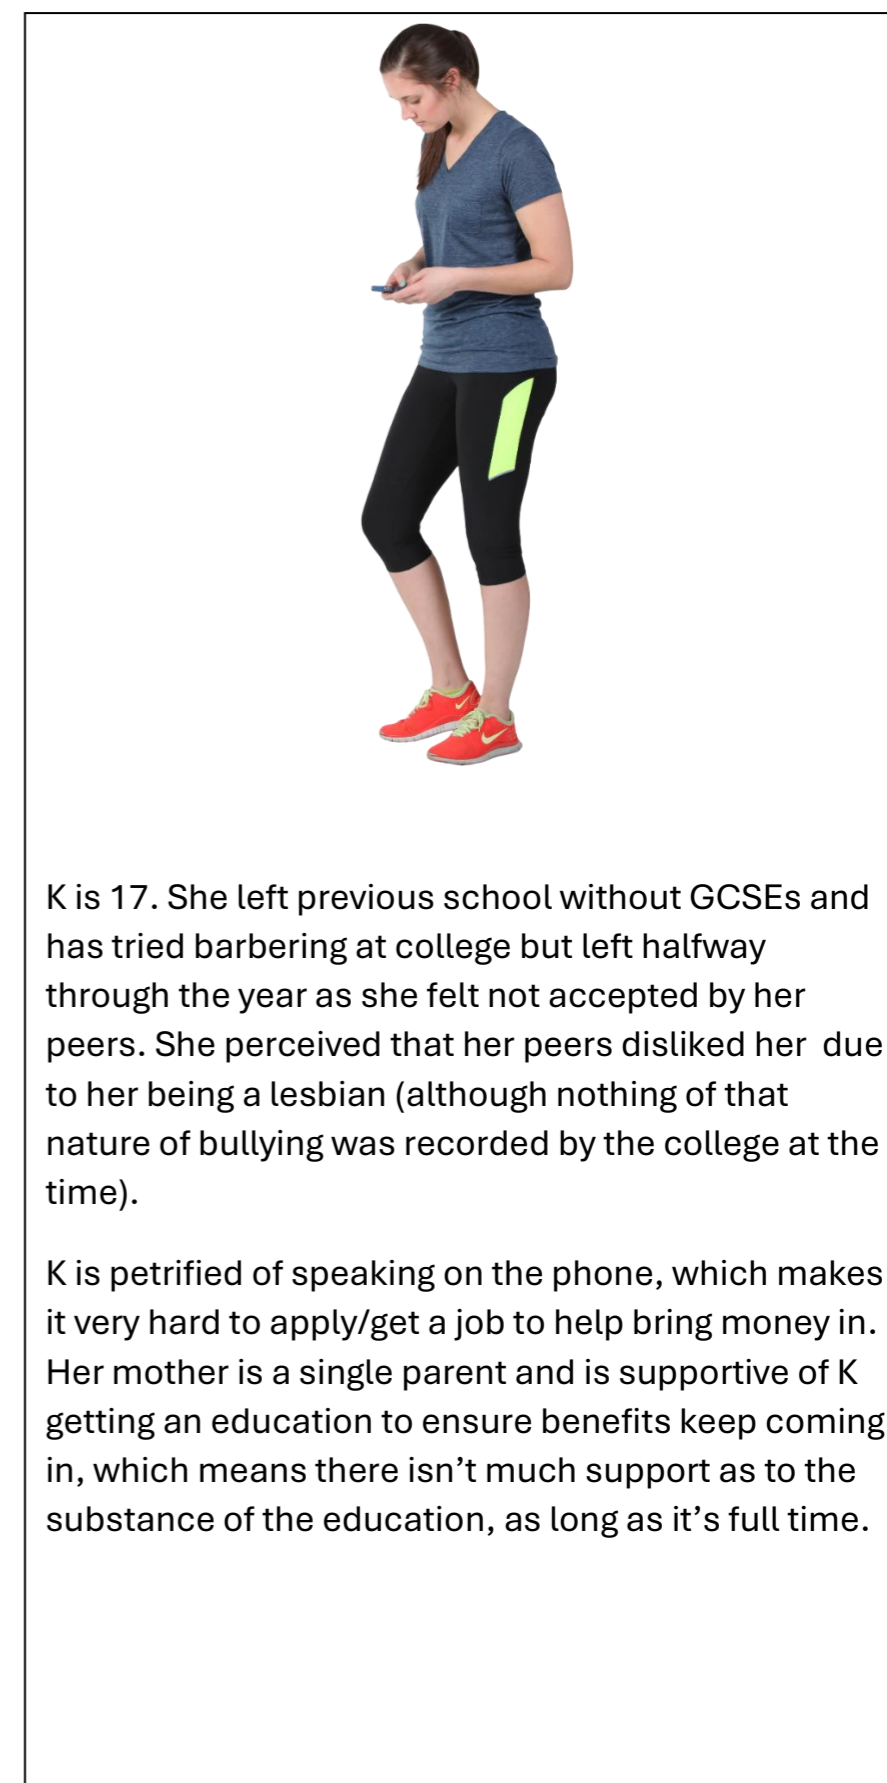 K is 17. She left previous school without GCSEs and
has tried barbering at college but left halfway
through the year as she felt not accepted by her
peers. She perceived that her peers disliked her  due
to her being a lesbian (although nothing of that
nature of bullying was recorded by the college at the
time).
K is petrified of speaking on the phone, which makes
it very hard to apply/get a job to help bring money in.
Her mother is a single parent and is supportive of K
getting an education to ensure benefits keep coming
in, which means there isn’t much support as to the
substance of the education, as long as it’s full time.